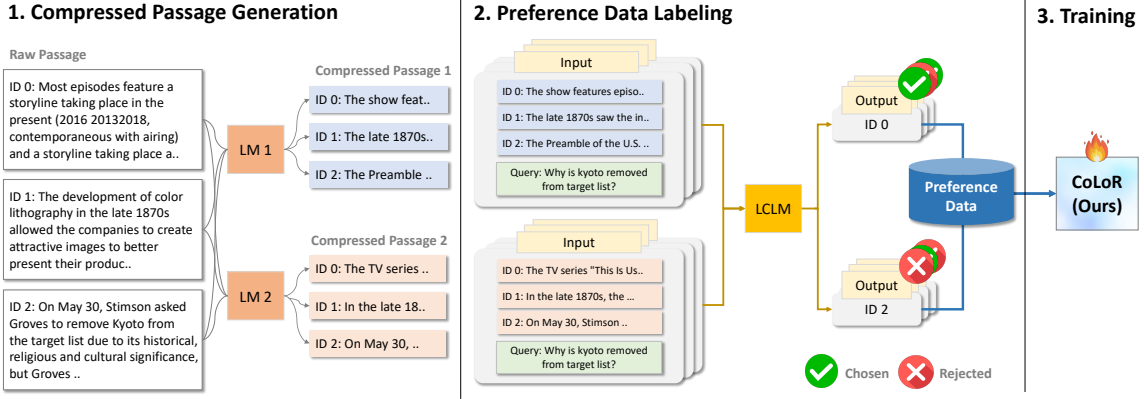 1. Compressed Passage Generation
Raw Passage
ID 0: Most episodes feature a
storyline taking place in the
present (2016 20132018,
contemporaneous with airing)
and a storyline taking place a..
ID 1: The development of color
lithography in the late 1870s
allowed the companies to create
attractive images to better
present their produc..
ID 2: On May 30, Stimson asked
Groves to remove Kyoto from
the target list due to its historical,
religious and cultural significance,
but Groves ..
LM 1
LM 2
Compressed Passage 1
ID 0: The show feat..
ID 1: The late 1870s..
ID 2: The Preamble ..
Compressed Passage 2
ID 0: The TV series ..
ID 1: In the late 18..
ID 2: On May 30, ..
2. Preference Data Labeling
Input
ID 0: The show features episo..
ID 1: The late 1870s saw the in..
ID 2: The Preamble of the U.S. ..
Query: Why is kyoto removed
from target list?
Input
ID 0: The TV series "This Is Us..
ID 1: In the late 1870s, the ...
ID 2: On May 30, Stimson ..
Query: Why is kyoto removed
from target list?
LCLM
Output
ID 0
Preference
Data
Output
ID 2
Chosen
Rejected
3. Training
CoLoR
(Ours)